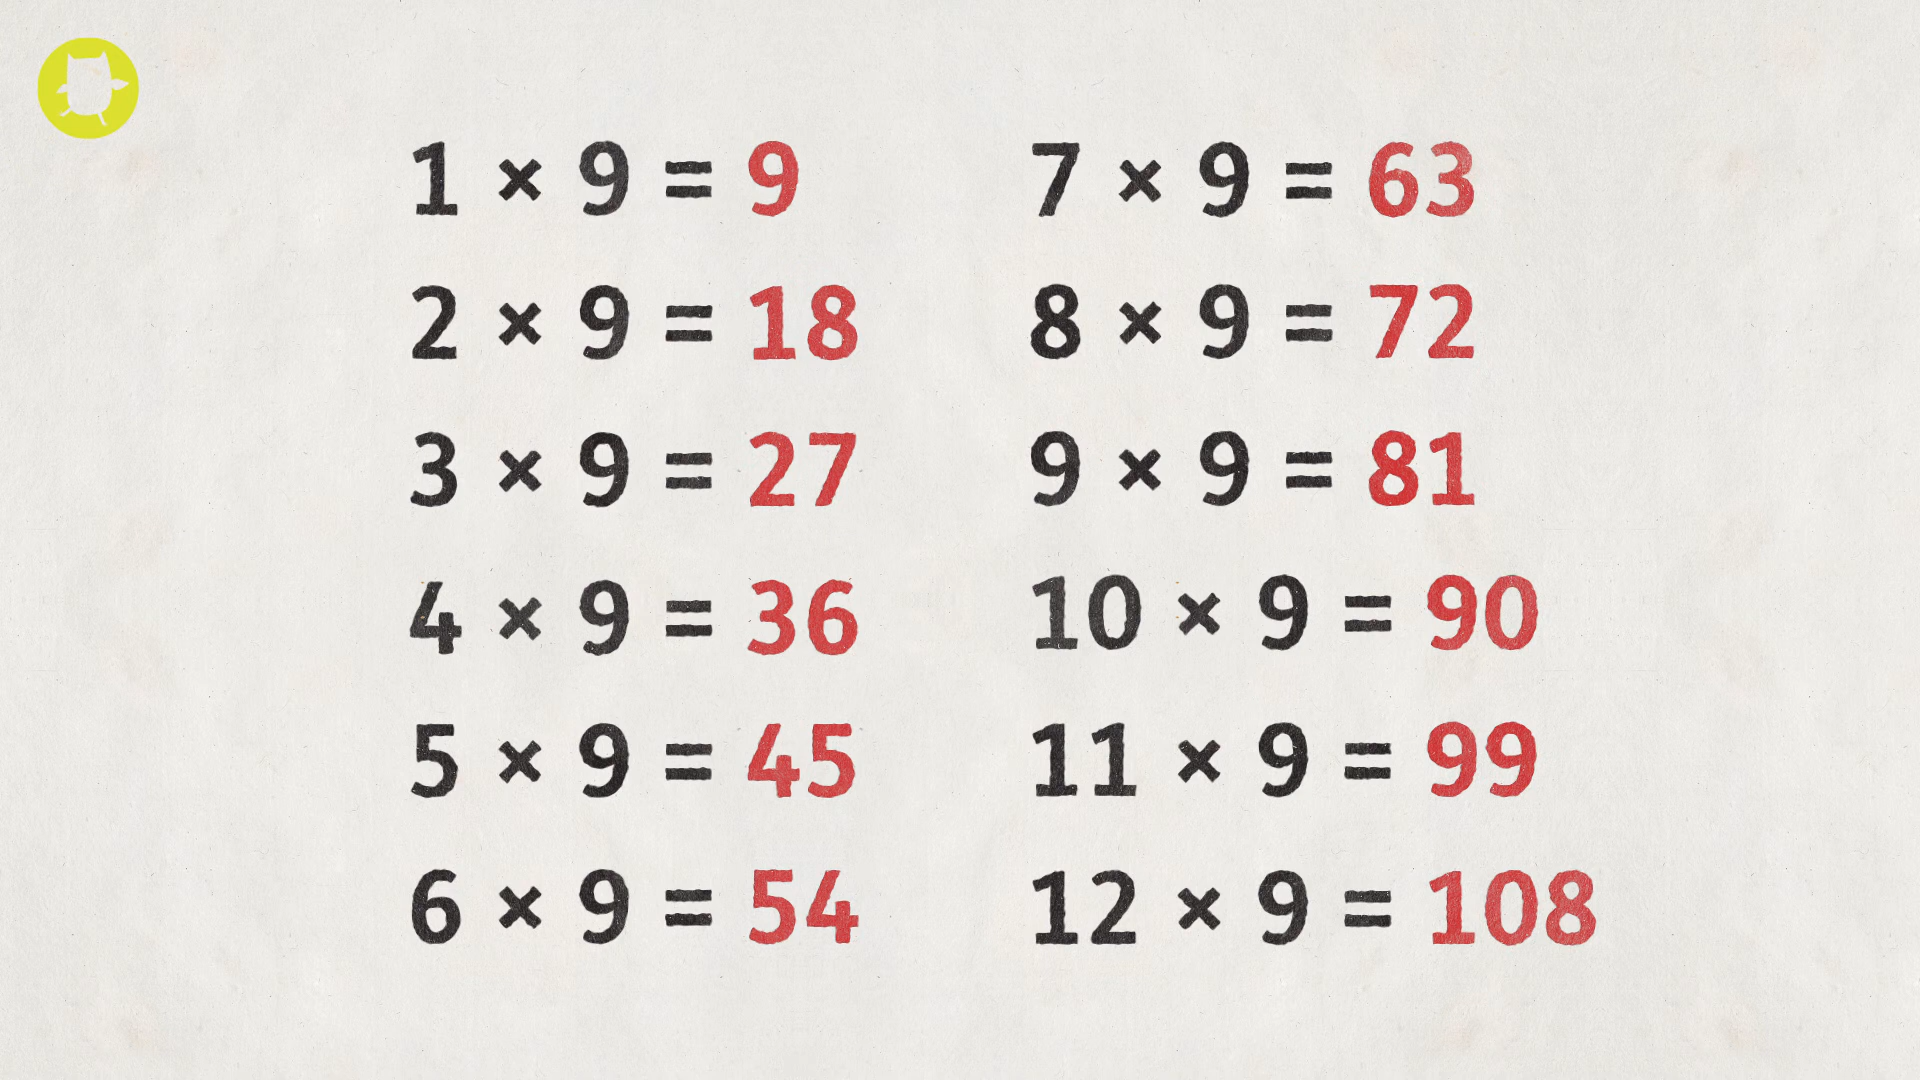 1 × 9 = 9
2 × 9 = 18
3 × 9 = 27
4 × 9 = 36
5 × 9 = 45
6 × 9 = 54
7 × 9 = 63
8 × 9 = 72
9 × 9 = 81
10 × 9 = 90
11 × 9 = 99
12 × 9 = 108